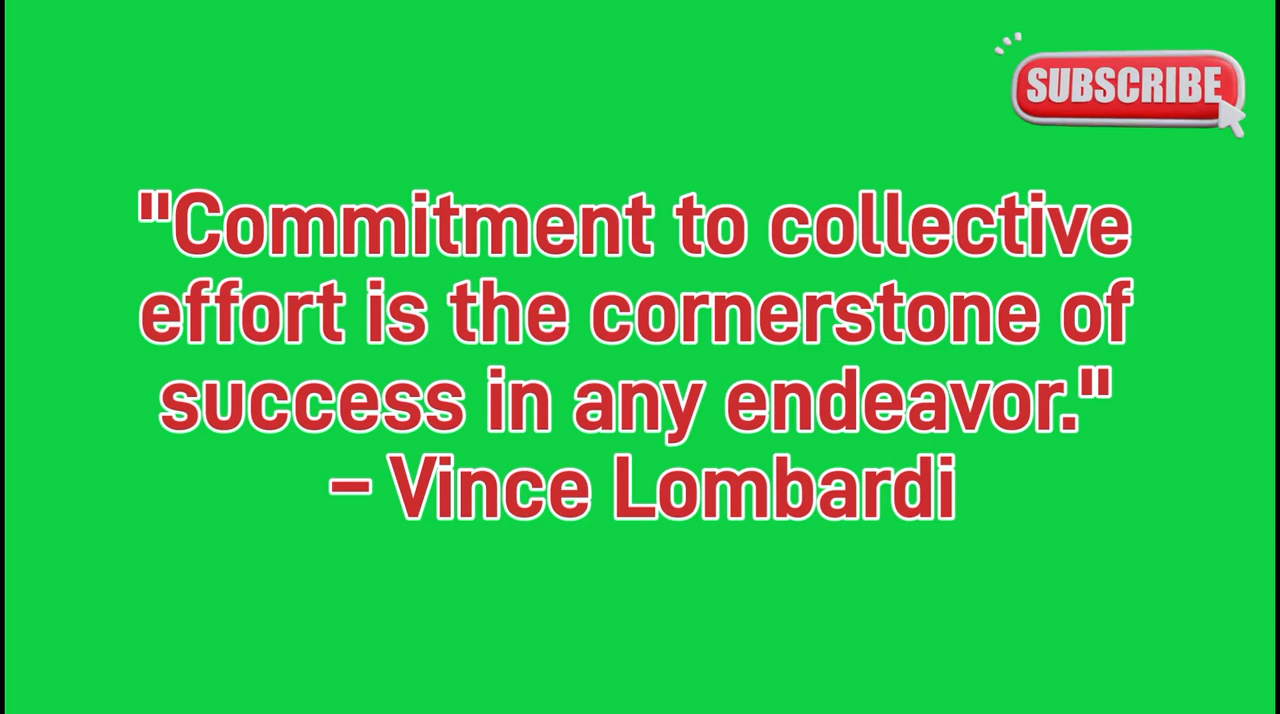 SUBSCRIBE
"Commitment to collective
effort is the cornerstone of
success in any endeavor."
– Vince Lombardi